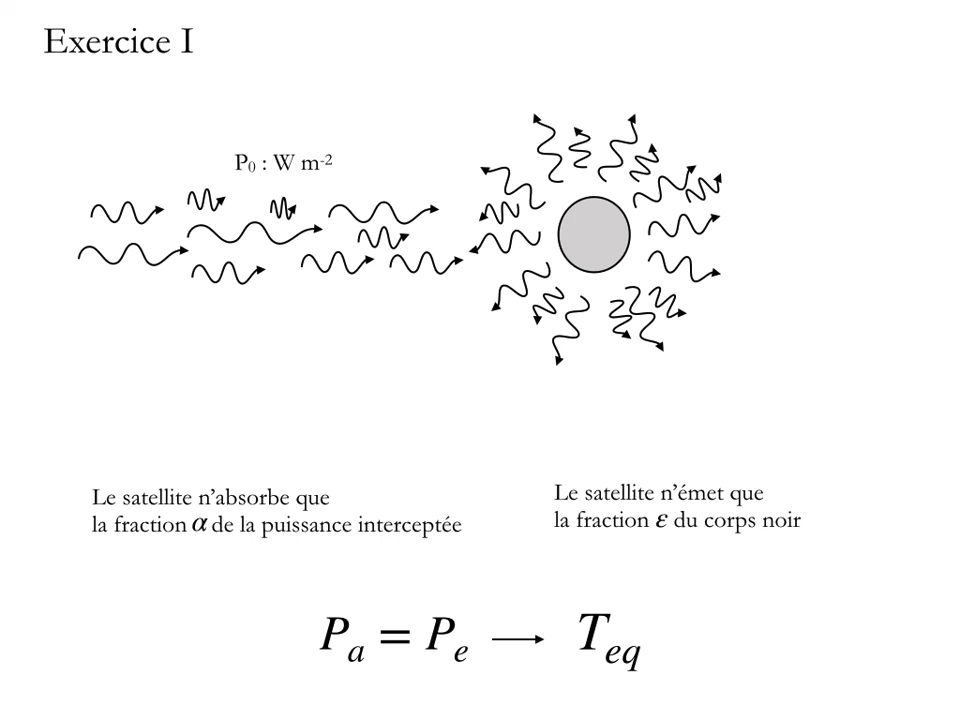 Exercice I
P₀ : W m⁻²
Le satellite n’absorbe que
la fraction α de la puissance interceptée
Le satellite n’émet que
la fraction ε du corps noir
Pₐ = Pₑ → T_eq